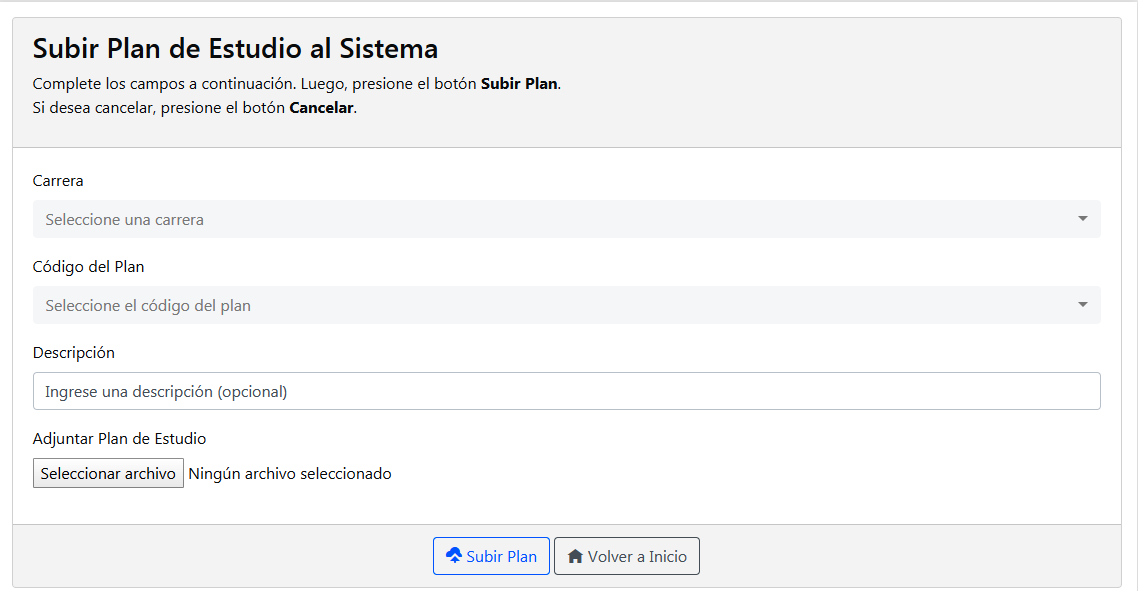 Subir Plan de Estudio al Sistema
Complete los campos a continuación. Luego, presione el botón Subir Plan.
Si desea cancelar, presione el botón Cancelar.
Carrera
Seleccione una carrera
Código del Plan
Seleccione el código del plan
Descripción
Ingrese una descripción (opcional)
Adjuntar Plan de Estudio
Seleccionar archivo Ningún archivo seleccionado
Subir Plan Volver a Inicio